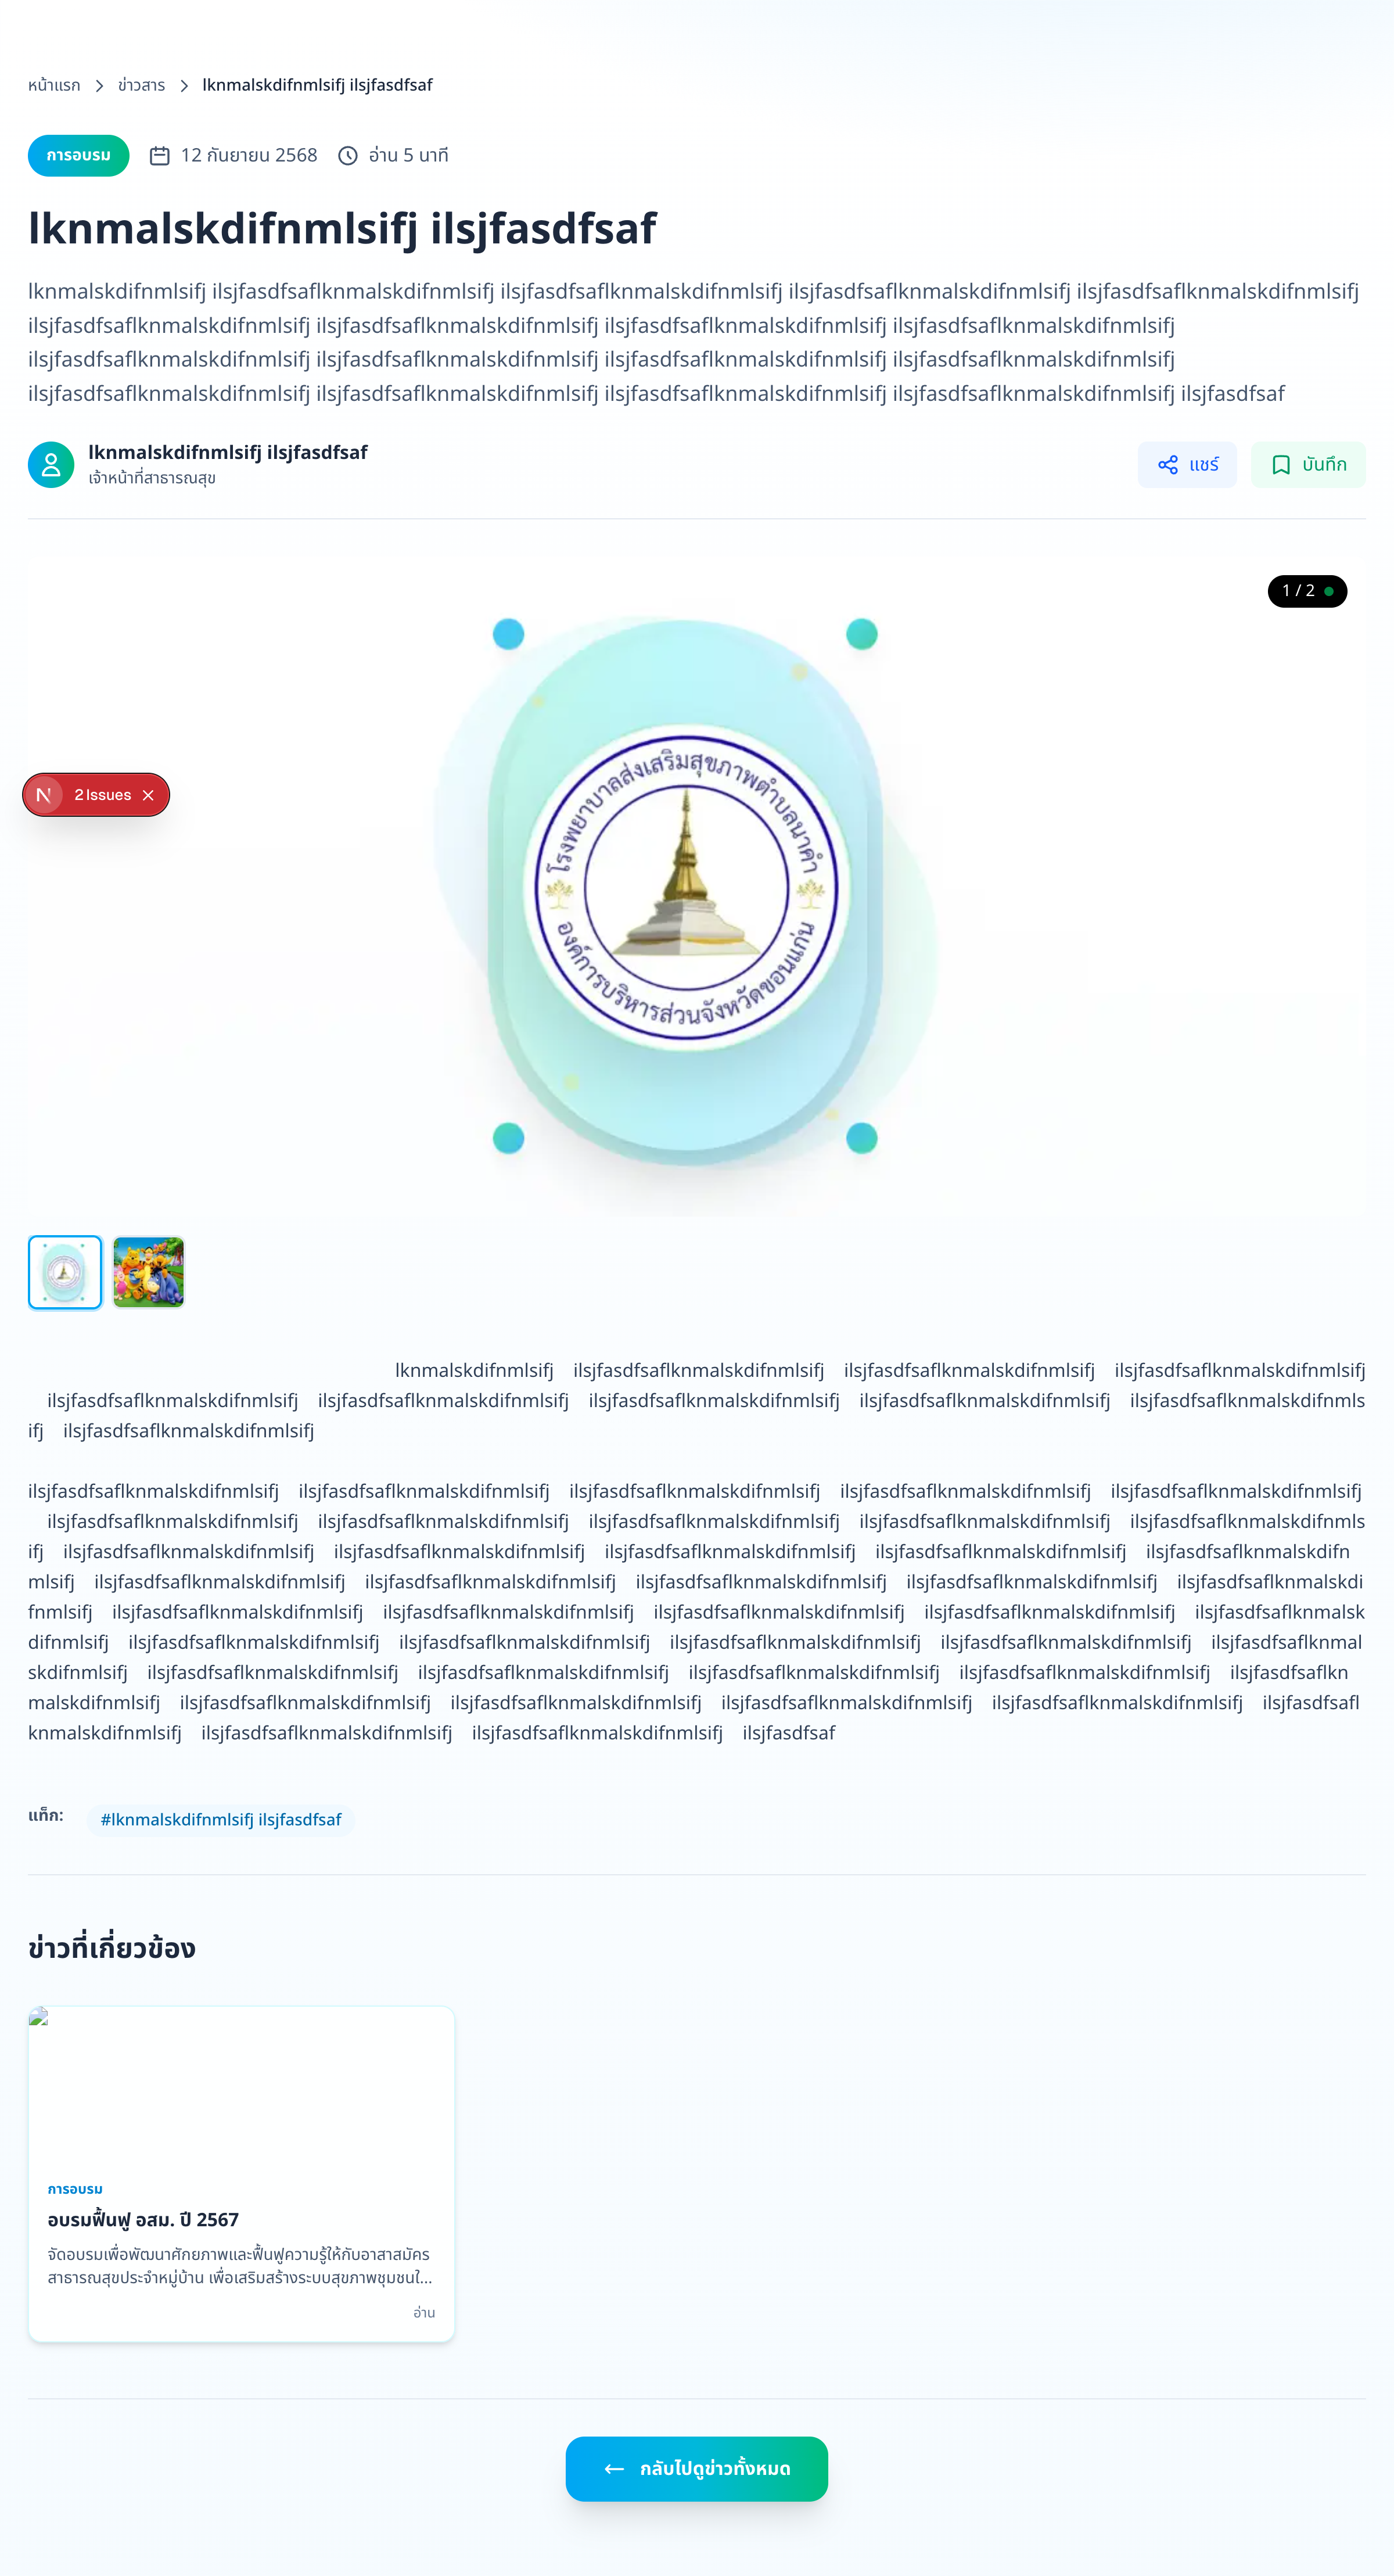 หน้าแรก > ข่าวสาร > lknmalskdifnmlsifj ilsjfasdfsaf
การอบรม 12 กันยายน 2568 อ่าน 5 นาที
lknmalskdifnmlsifj ilsjfasdfsaf
lknmalskdifnmlsifj ilsjfasdfsaflknmalskdifnmlsifj ilsjfasdfsaflknmalskdifnmlsifj ilsjfasdfsaflknmalskdifnmlsifj ilsjfasdfsaflknmalskdifnmlsifj
ilsjfasdfsaflknmalskdifnmlsifj ilsjfasdfsaflknmalskdifnmlsifj ilsjfasdfsaflknmalskdifnmlsifj ilsjfasdfsaflknmalskdifnmlsifj
ilsjfasdfsaflknmalskdifnmlsifj ilsjfasdfsaflknmalskdifnmlsifj ilsjfasdfsaflknmalskdifnmlsifj ilsjfasdfsaflknmalskdifnmlsifj
ilsjfasdfsaflknmalskdifnmlsifj ilsjfasdfsaflknmalskdifnmlsifj ilsjfasdfsaflknmalskdifnmlsifj ilsjfasdfsaflknmalskdifnmlsifj ilsjfasdfsaf
lknmalskdifnmlsifj ilsjfasdfsaf
เจ้าหน้าที่สาธารณสุข
แชร์
บันทึก
1 / 2
โรงพยาบาลส่งเสริมสุขภาพตำบลนาคำ
องค์การบริหารส่วนจังหวัดขอนแก่น
N 2 Issues
lknmalskdifnmlsifj ilsjfasdfsaflknmalskdifnmlsifj ilsjfasdfsaflknmalskdifnmlsifj ilsjfasdfsaflknmalskdifnmlsifj
ilsjfasdfsaflknmalskdifnmlsifj ilsjfasdfsaflknmalskdifnmlsifj ilsjfasdfsaflknmalskdifnmlsifj ilsjfasdfsaflknmalskdifnmlsifj ilsjfasdfsaflknmalskdifnmls
ifj ilsjfasdfsaflknmalskdifnmlsifj
ilsjfasdfsaflknmalskdifnmlsifj ilsjfasdfsaflknmalskdifnmlsifj ilsjfasdfsaflknmalskdifnmlsifj ilsjfasdfsaflknmalskdifnmlsifj ilsjfasdfsaflknmalskdifnmlsifj
ilsjfasdfsaflknmalskdifnmlsifj ilsjfasdfsaflknmalskdifnmlsifj ilsjfasdfsaflknmalskdifnmlsifj ilsjfasdfsaflknmalskdifnmlsifj ilsjfasdfsaflknmalskdifnmls
ifj ilsjfasdfsaflknmalskdifnmlsifj ilsjfasdfsaflknmalskdifnmlsifj ilsjfasdfsaflknmalskdifnmlsifj ilsjfasdfsaflknmalskdifnmlsifj ilsjfasdfsaflknmalskdifn
mlsifj ilsjfasdfsaflknmalskdifnmlsifj ilsjfasdfsaflknmalskdifnmlsifj ilsjfasdfsaflknmalskdifnmlsifj ilsjfasdfsaflknmalskdifnmlsifj ilsjfasdfsaflknmalskdi
fnmlsifj ilsjfasdfsaflknmalskdifnmlsifj ilsjfasdfsaflknmalskdifnmlsifj ilsjfasdfsaflknmalskdifnmlsifj ilsjfasdfsaflknmalskdifnmlsifj ilsjfasdfsaflknmalsk
difnmlsifj ilsjfasdfsaflknmalskdifnmlsifj ilsjfasdfsaflknmalskdifnmlsifj ilsjfasdfsaflknmalskdifnmlsifj ilsjfasdfsaflknmalskdifnmlsifj ilsjfasdfsaflknmal
skdifnmlsifj ilsjfasdfsaflknmalskdifnmlsifj ilsjfasdfsaflknmalskdifnmlsifj ilsjfasdfsaflknmalskdifnmlsifj ilsjfasdfsaflknmalskdifnmlsifj ilsjfasdfsaflkn
malskdifnmlsifj ilsjfasdfsaflknmalskdifnmlsifj ilsjfasdfsaflknmalskdifnmlsifj ilsjfasdfsaflknmalskdifnmlsifj ilsjfasdfsaflknmalskdifnmlsifj ilsjfasdfsafl
knmalskdifnmlsifj ilsjfasdfsaflknmalskdifnmlsifj ilsjfasdfsaflknmalskdifnmlsifj ilsjfasdfsaf
แท็ก: #lknmalskdifnmlsifj ilsjfasdfsaf
ข่าวที่เกี่ยวข้อง
การอบรม
อบรมฟื้นฟู อสม. ปี 2567
จัดอบรมเพื่อพัฒนาศักยภาพและฟื้นฟูความรู้ให้กับอาสาสมัคร
สาธารณสุขประจำหมู่บ้าน เพื่อเสริมสร้างระบบสุขภาพชุมชนใ...
อ่าน
← กลับไปดูข่าวทั้งหมด